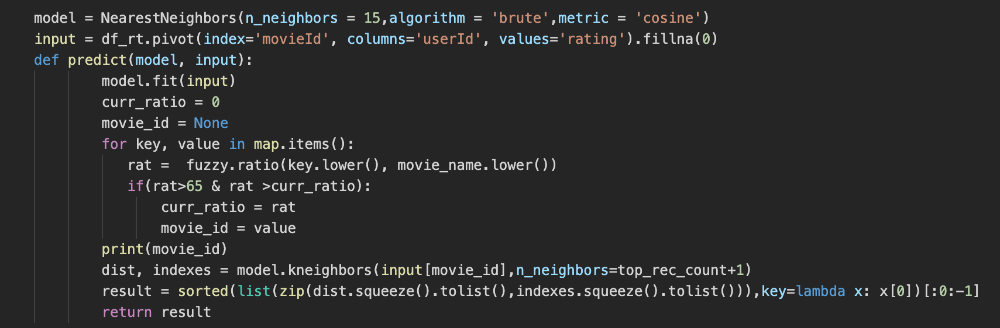 model = NearestNeighbors(n_neighbors = 15,algorithm = 'brute',metric = 'cosine')
input = df_rt.pivot(index='movieId', columns='userId', values='rating').fillna(0)
def predict(model, input):
        model.fit(input)
        curr_ratio = 0
        movie_id = None
        for key, value in map.items():
           rat =  fuzzy.ratio(key.lower(), movie_name.lower())
           if(rat>65 & rat >curr_ratio):
               curr_ratio = rat
               movie_id = value
        print(movie_id)
        dist, indexes = model.kneighbors(input[movie_id],n_neighbors=top_rec_count+1)
        result = sorted(list(zip(dist.squeeze().tolist(),indexes.squeeze().tolist())),key=lambda x: x[0])[:0:-1]
        return result